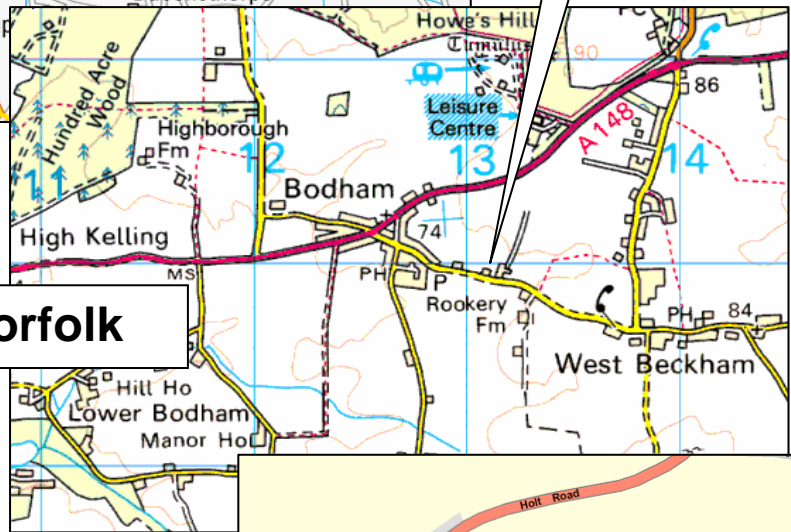 Howe's Hill
Tumulus
90
Hundred Acre
Wood
86
Leisure
Centre
Highborough
Fm
A148
11
12
13
14
Bodham
High Kelling
74
MS
PH
P
Rookery
Fm
orfolk
PH
84
West Beckham
Hill Ho
Lower Bodham
Manor Ho
Holt Road